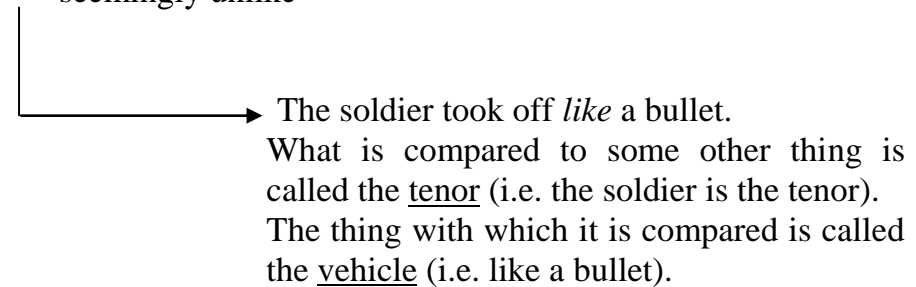 The soldier took off like a bullet.
What is compared to some other thing is
called the tenor (i.e. the soldier is the tenor).
The thing with which it is compared is called
the vehicle (i.e. like a bullet).